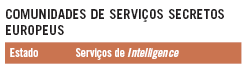 COMUNIDADES DE SERVIÇOS SECRETOS
EUROPEUS
Estado Serviços de Intelligence